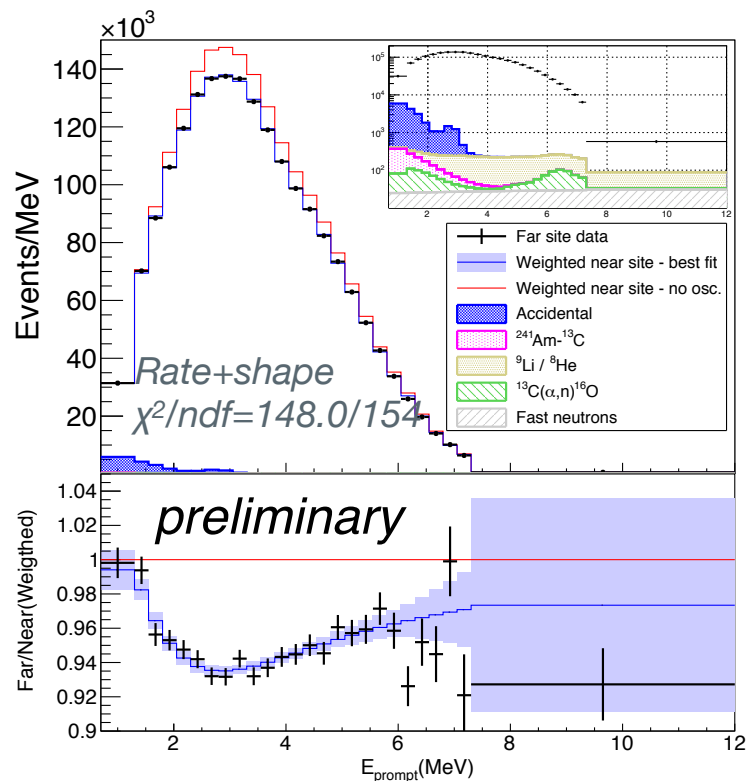 ×10³
140
120
100
80
60
40
20
Events/MeV
10⁵
10⁴
10³
10²
2 4 6 8 10 12
Far site data
Weighted near site - best fit
Weighted near site - no osc.
Accidental
²⁴¹Am-¹³C
⁹Li / ⁸He
¹³C(α,n)¹⁶O
Fast neutrons
Rate+shape
χ²/ndf=148.0/154
preliminary
1.04
1.02
1
0.98
0.96
0.94
0.92
0.9
Far/Near(Weigthed)
2 4 6 8 10 12
E_prompt(MeV)